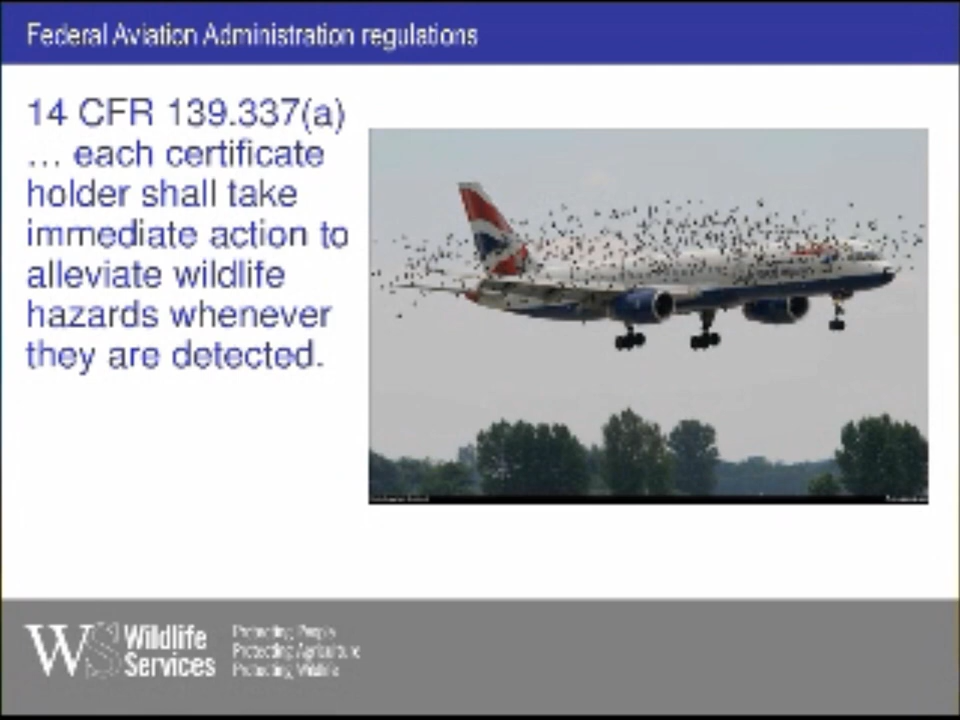 Federal Aviation Administration regulations
14 CFR 139.337(a)
… each certificate
holder shall take
immediate action to
alleviate wildlife
hazards whenever
they are detected.
WS Wildlife
Services
Protecting People
Protecting Agriculture
Protecting Wildlife